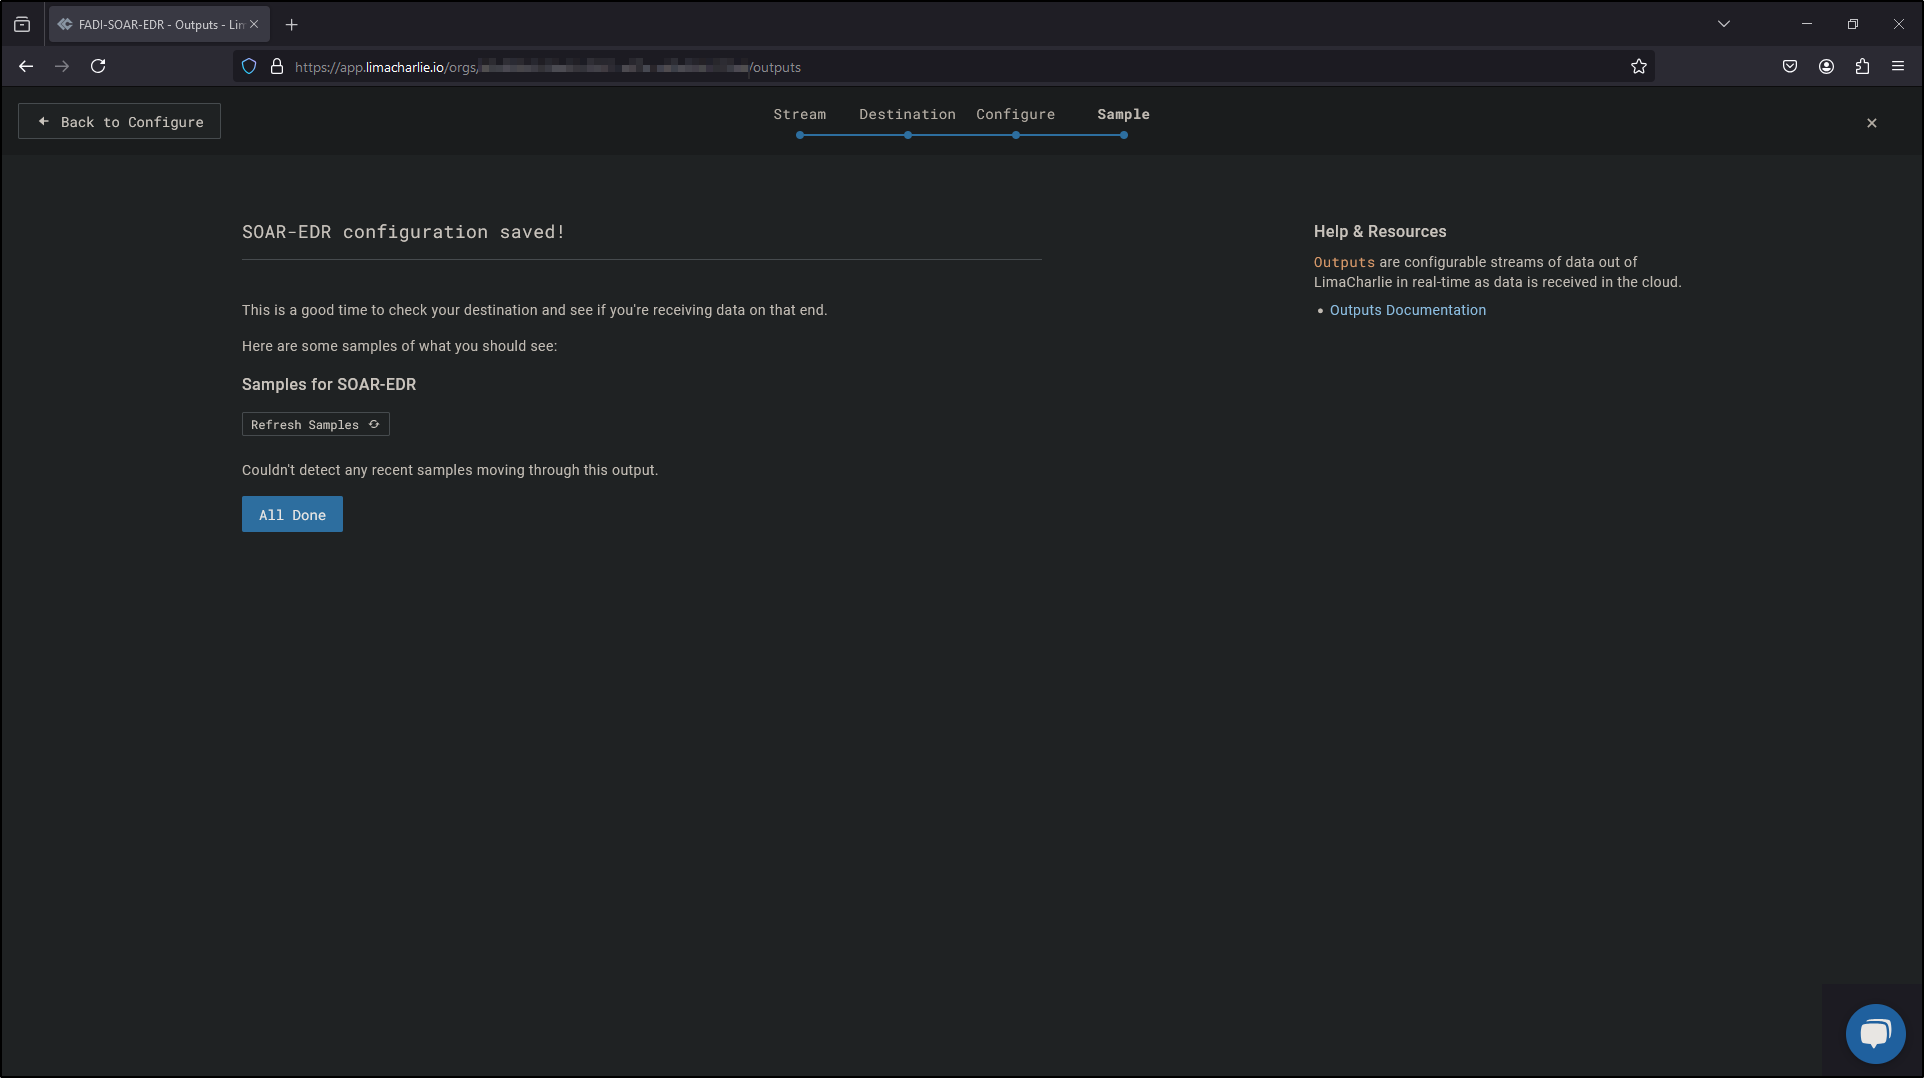 FADI-SOAR-EDR - Outputs - Lim
https://app.limacharlie.io/orgs/
/outputs
Back to Configure
Stream
Destination
Configure
Sample
SOAR-EDR configuration saved!
This is a good time to check your destination and see if you're receiving data on that end.
Here are some samples of what you should see:
Samples for SOAR-EDR
Refresh Samples
Couldn't detect any recent samples moving through this output.
All Done
Help & Resources
Outputs are configurable streams of data out of
LimaCharlie in real-time as data is received in the cloud.
• Outputs Documentation